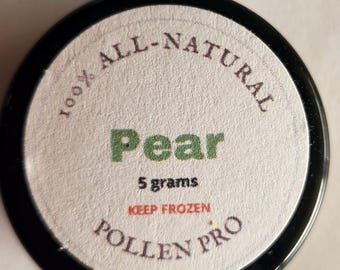 100% ALL-NATURAL
Pear
5 grams
KEEP FROZEN
POLLEN PRO